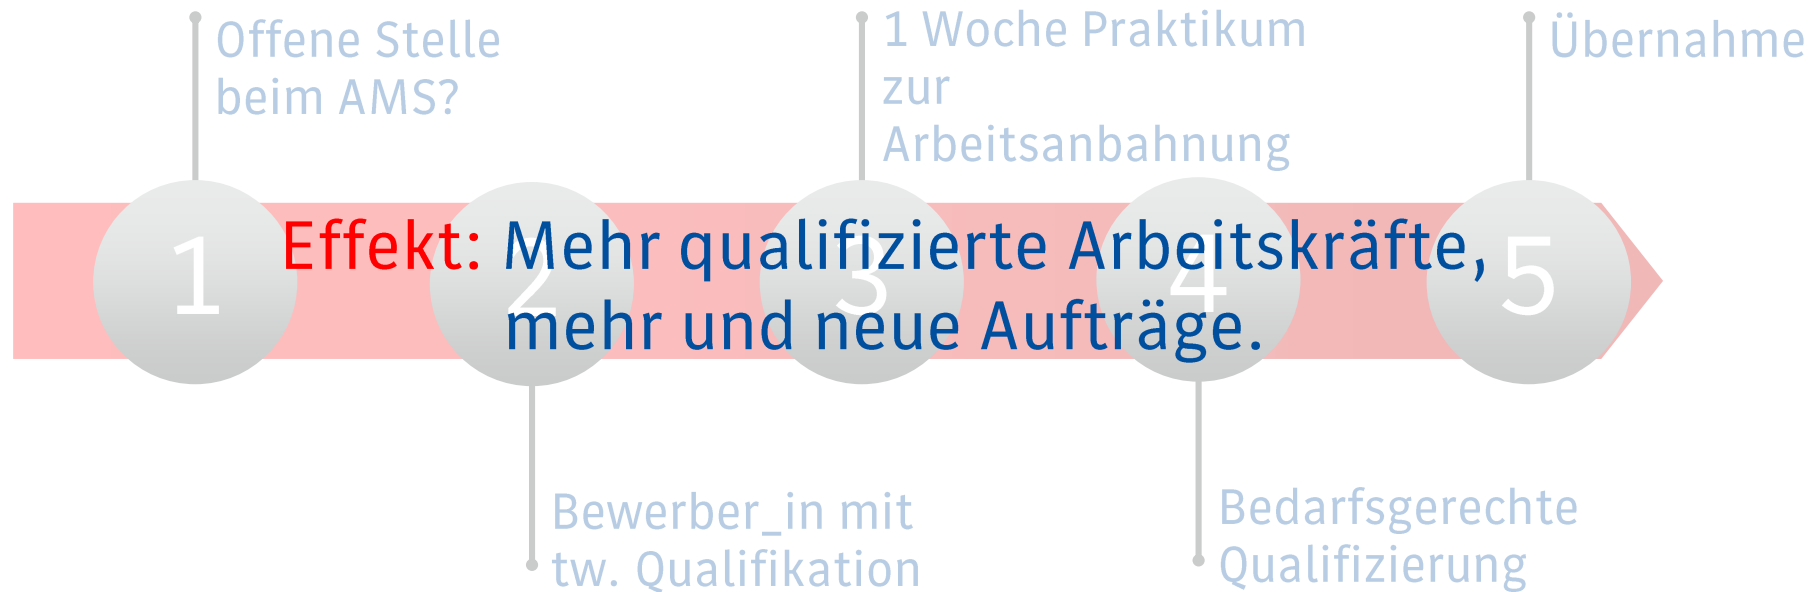 Offene Stelle
beim AMS?
1 Woche Praktikum
zur
Arbeitsanbahnung
Übernahme
1
2
3
4
5
Effekt: Mehr qualifizierte Arbeitskräfte,
mehr und neue Aufträge.
Bewerber_in mit
tw. Qualifikation
Bedarfsgerechte
Qualifizierung